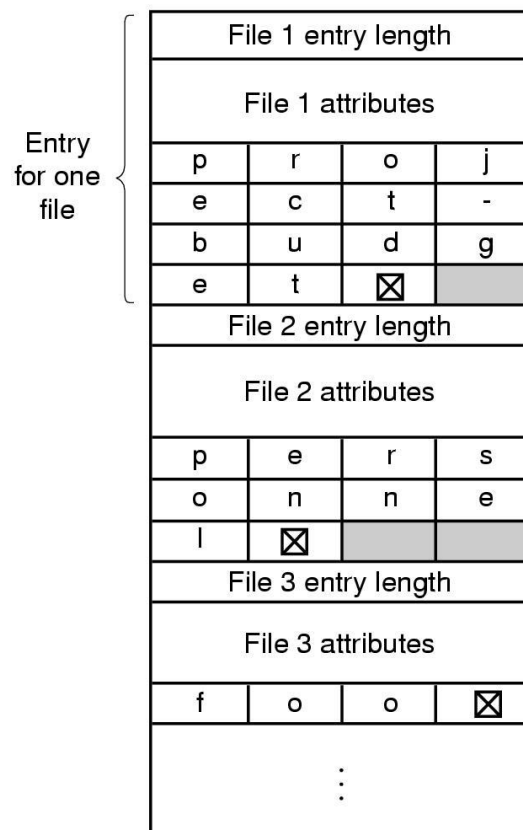 File 1 entry length
File 1 attributes
Entry
for one
file
p r o j
e c t -
b u d g
e t ☒
File 2 entry length
File 2 attributes
p e r s
o n n e
l ☒
File 3 entry length
File 3 attributes
f o o ☒
⋮